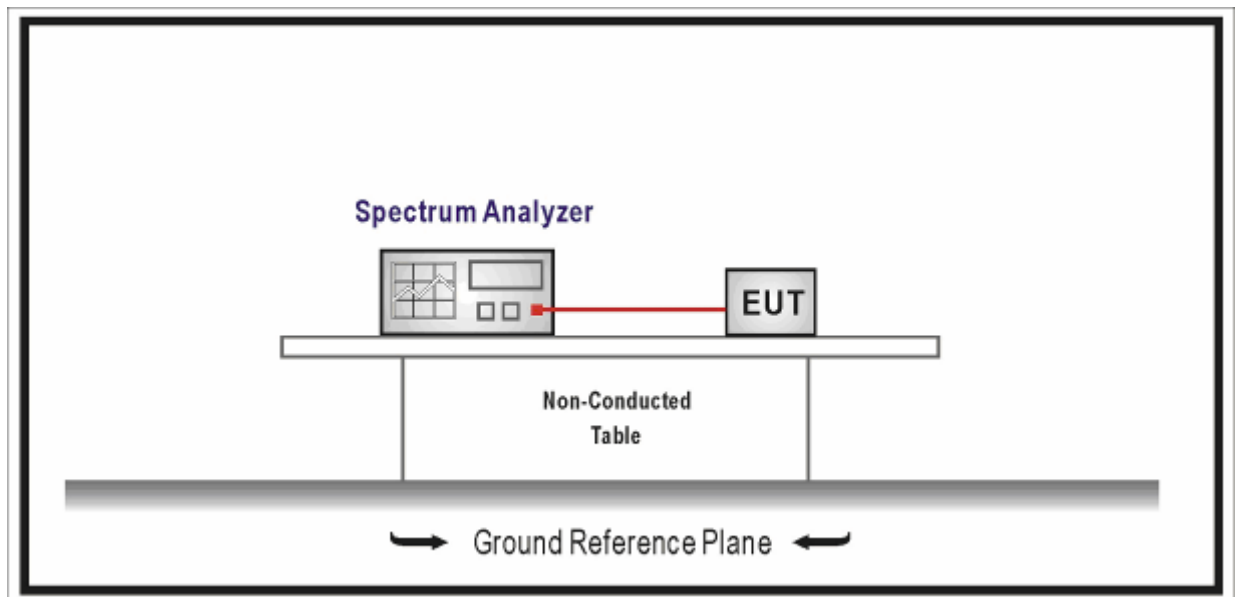 Spectrum Analyzer
EUT
Non-Conducted
Table
Ground Reference Plane